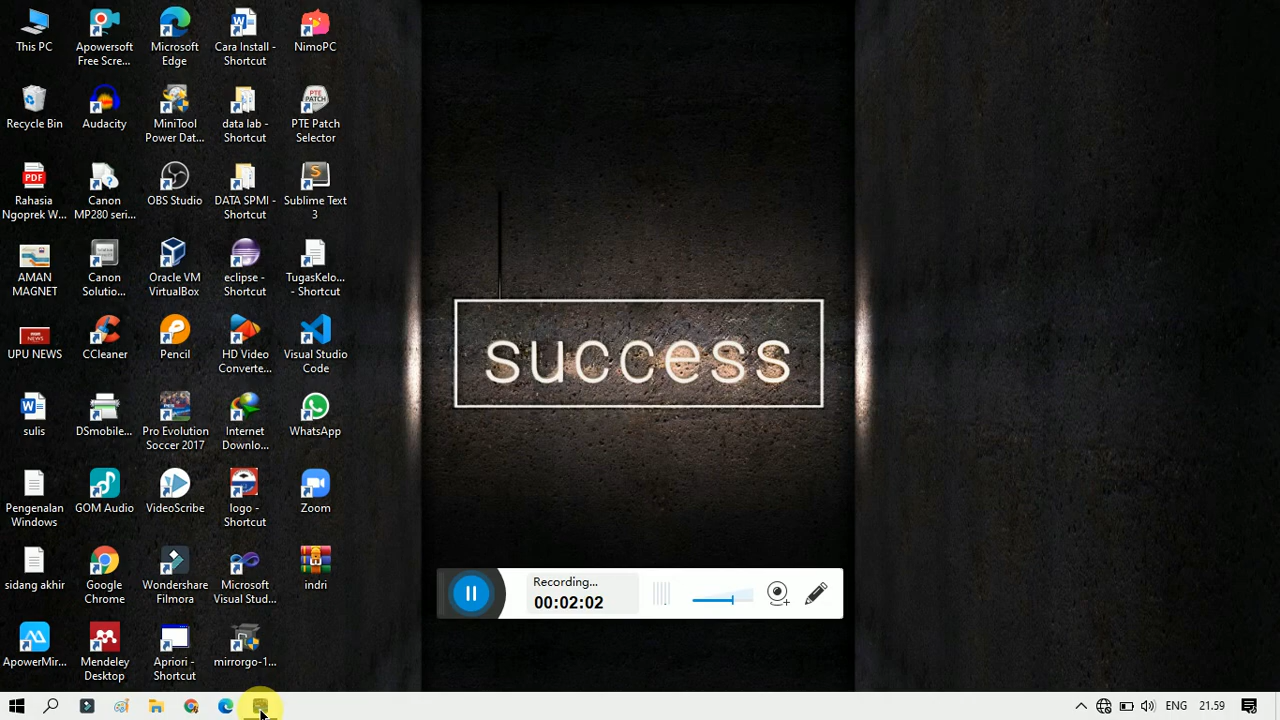 This PC
Apowersoft
Free Scre...
Microsoft
Edge
Cara Install -
Shortcut
NimoPC
Recycle Bin
Audacity
MiniTool
Power Dat...
data lab -
Shortcut
PTE PATCH
PTE Patch
Selector
PDF
Rahasia
Ngoprek W...
Canon
MP280 seri...
OBS Studio
DATA SPMI -
Shortcut
Sublime Text
3
AMAN
MAGNET
Canon
Solutio...
Oracle VM
VirtualBox
eclipse -
Shortcut
TugasKelo...
- Shortcut
UPU NEWS
CCleaner
Pencil
HD Video
Converte...
Visual Studio
Code
sulis
DSmobile...
Pro Evolution
Soccer 2017
Internet
Downlo...
WhatsApp
Pengenalan
Windows
GOM Audio
VideoScribe
logo -
Shortcut
Zoom
sidang akhir
Google
Chrome
Wondershare
Filmora
Microsoft
Visual Stud...
indri
ApowerMir...
Mendeley
Desktop
Apriori -
Shortcut
mirrorgo-1...
success
Recording...
00:02:02
ENG
21.59